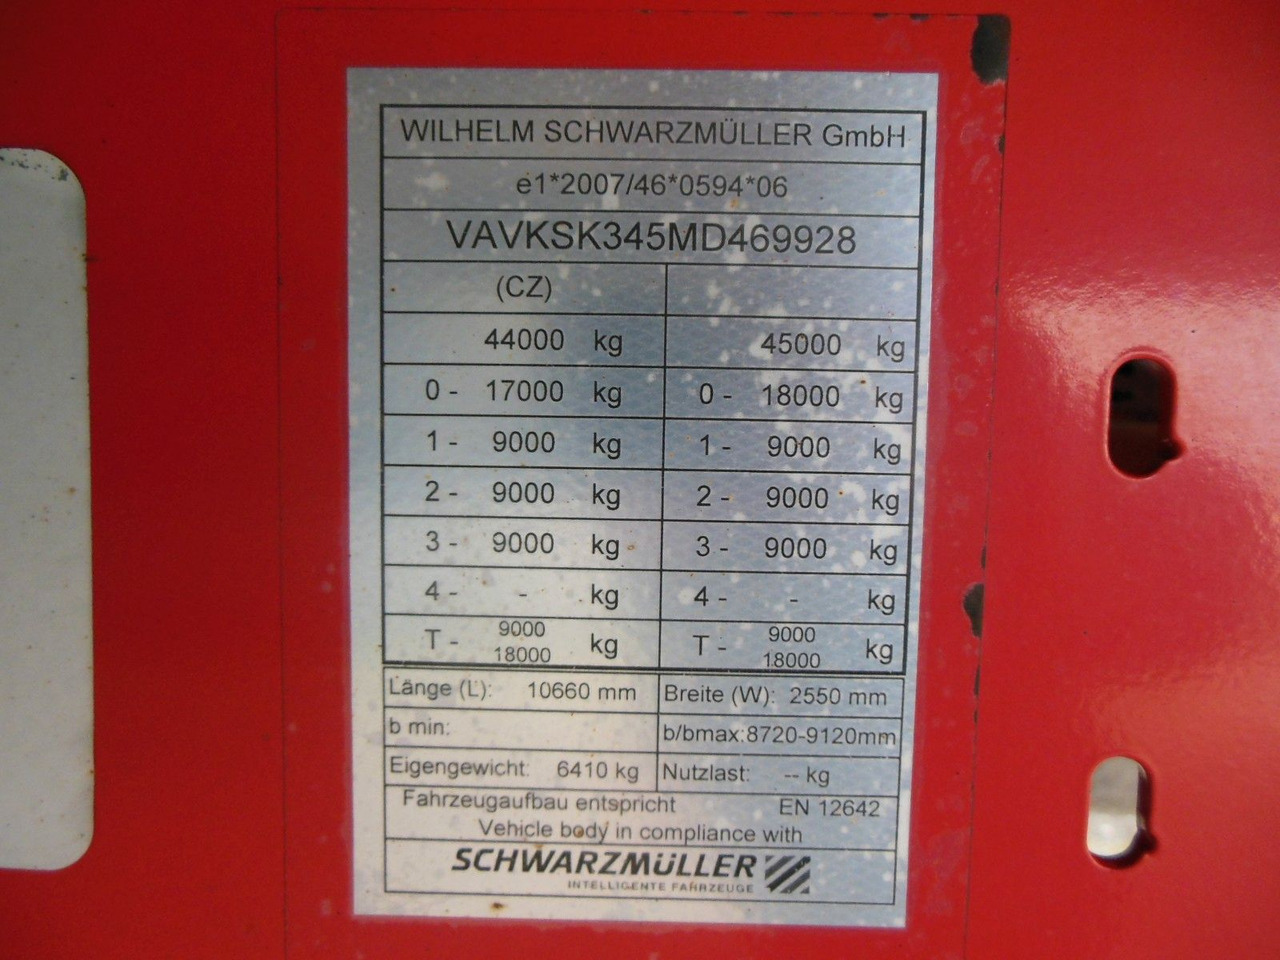 WILHELM SCHWARZMÜLLER GmbH
e1*2007/46*0594*06
VAVKSK345MD469928
(CZ)
44000 kg 45000 kg
0 - 17000 kg 0 - 18000 kg
1 - 9000 kg 1 - 9000 kg
2 - 9000 kg 2 - 9000 kg
3 - 9000 kg 3 - 9000 kg
4 - - kg 4 - - kg
T - 9000 18000 kg T - 9000 18000 kg
Länge (L): 10660 mm Breite (W): 2550 mm
b min: b/bmax:8720-9120mm
Eigengewicht: 6410 kg Nutzlast: -- kg
Fahrzeugaufbau entspricht EN 12642
Vehicle body in compliance with
SCHWARZMÜLLER
INTELLIGENTE FAHRZEUGE